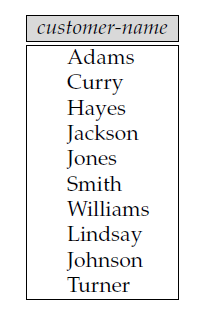 customer-name
Adams
Curry
Hayes
Jackson
Jones
Smith
Williams
Lindsay
Johnson
Turner